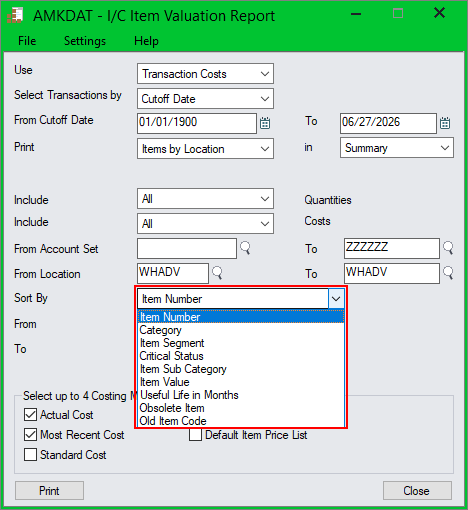 AMKDAT - I/C Item Valuation Report
File Settings Help
Use Transaction Costs
Select Transactions by Cutoff Date
From Cutoff Date 01/01/1900 To 06/27/2026
Print Items by Location in Summary
Include All Quantities
Include All Costs
From Account Set To ZZZZZZ
From Location WHADV To WHADV
Sort By Item Number
From Item Number
Category
To Item Segment
Critical Status
Item Sub Category
Item Value
Select up to 4 Costing Useful Life in Months
Actual Cost Obsolete Item
Old Item Code
Most Recent Cost Default Item Price List
Standard Cost
Print Close